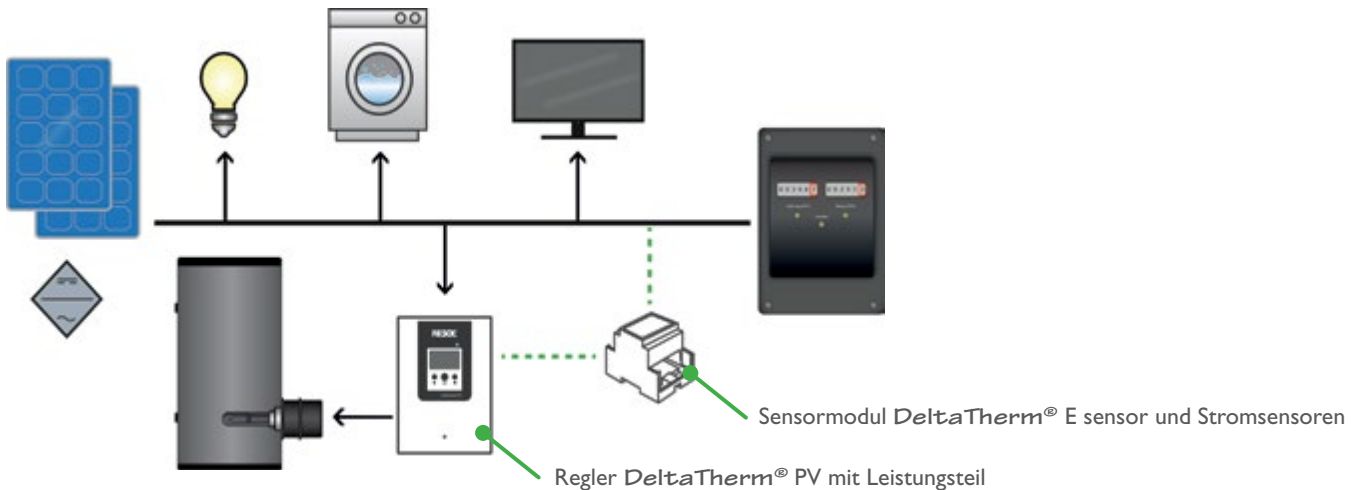 Sensormodul DeltaTherm® E sensor und Stromsensoren
Regler DeltaTherm® PV mit Leistungsteil